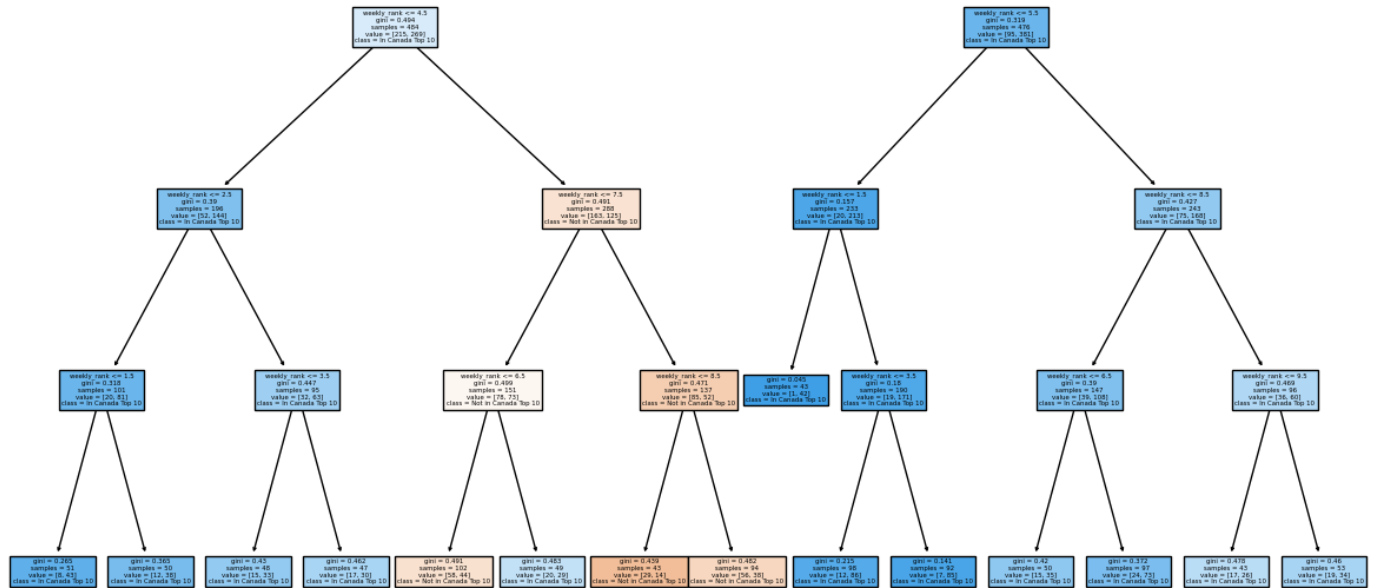 weekly_rank <= 4.5
gini = 0.494
samples = 484
value = [215, 269]
class = In Canada Top 10
weekly_rank <= 5.5
gini = 0.319
samples = 476
value = [95, 381]
class = In Canada Top 10
weekly_rank <= 2.5
gini = 0.39
samples = 196
value = [52, 144]
class = In Canada Top 10
weekly_rank <= 7.5
gini = 0.491
samples = 288
value = [163, 125]
class = Not in Canada Top 10
weekly_rank <= 1.5
gini = 0.157
samples = 233
value = [20, 213]
class = In Canada Top 10
weekly_rank <= 8.5
gini = 0.427
samples = 243
value = [75, 168]
class = In Canada Top 10
weekly_rank <= 1.5
gini = 0.318
samples = 101
value = [20, 81]
class = In Canada Top 10
weekly_rank <= 3.5
gini = 0.447
samples = 95
value = [32, 63]
class = In Canada Top 10
weekly_rank <= 6.5
gini = 0.499
samples = 151
value = [78, 73]
class = Not in Canada Top 10
weekly_rank <= 8.5
gini = 0.471
samples = 137
value = [85, 52]
class = Not in Canada Top 10
gini = 0.045
samples = 43
value = [1, 42]
class = In Canada Top 10
weekly_rank <= 3.5
gini = 0.18
samples = 190
value = [19, 171]
class = In Canada Top 10
weekly_rank <= 6.5
gini = 0.39
samples = 147
value = [39, 108]
class = In Canada Top 10
weekly_rank <= 9.5
gini = 0.469
samples = 96
value = [36, 60]
class = In Canada Top 10
gini = 0.265
samples = 51
value = [8, 43]
class = In Canada Top 10
gini = 0.365
samples = 50
value = [12, 38]
class = In Canada Top 10
gini = 0.43
samples = 48
value = [15, 33]
class = In Canada Top 10
gini = 0.462
samples = 47
value = [17, 30]
class = In Canada Top 10
gini = 0.491
samples = 102
value = [58, 44]
class = Not in Canada Top 10
gini = 0.483
samples = 49
value = [20, 29]
class = In Canada Top 10
gini = 0.439
samples = 43
value = [29, 14]
class = Not in Canada Top 10
gini = 0.482
samples = 94
value = [56, 38]
class = Not in Canada Top 10
gini = 0.215
samples = 98
value = [12, 86]
class = In Canada Top 10
gini = 0.141
samples = 92
value = [7, 85]
class = In Canada Top 10
gini = 0.42
samples = 50
value = [15, 35]
class = In Canada Top 10
gini = 0.372
samples = 97
value = [24, 73]
class = In Canada Top 10
gini = 0.478
samples = 43
value = [17, 26]
class = In Canada Top 10
gini = 0.46
samples = 53
value = [19, 34]
class = In Canada Top 10